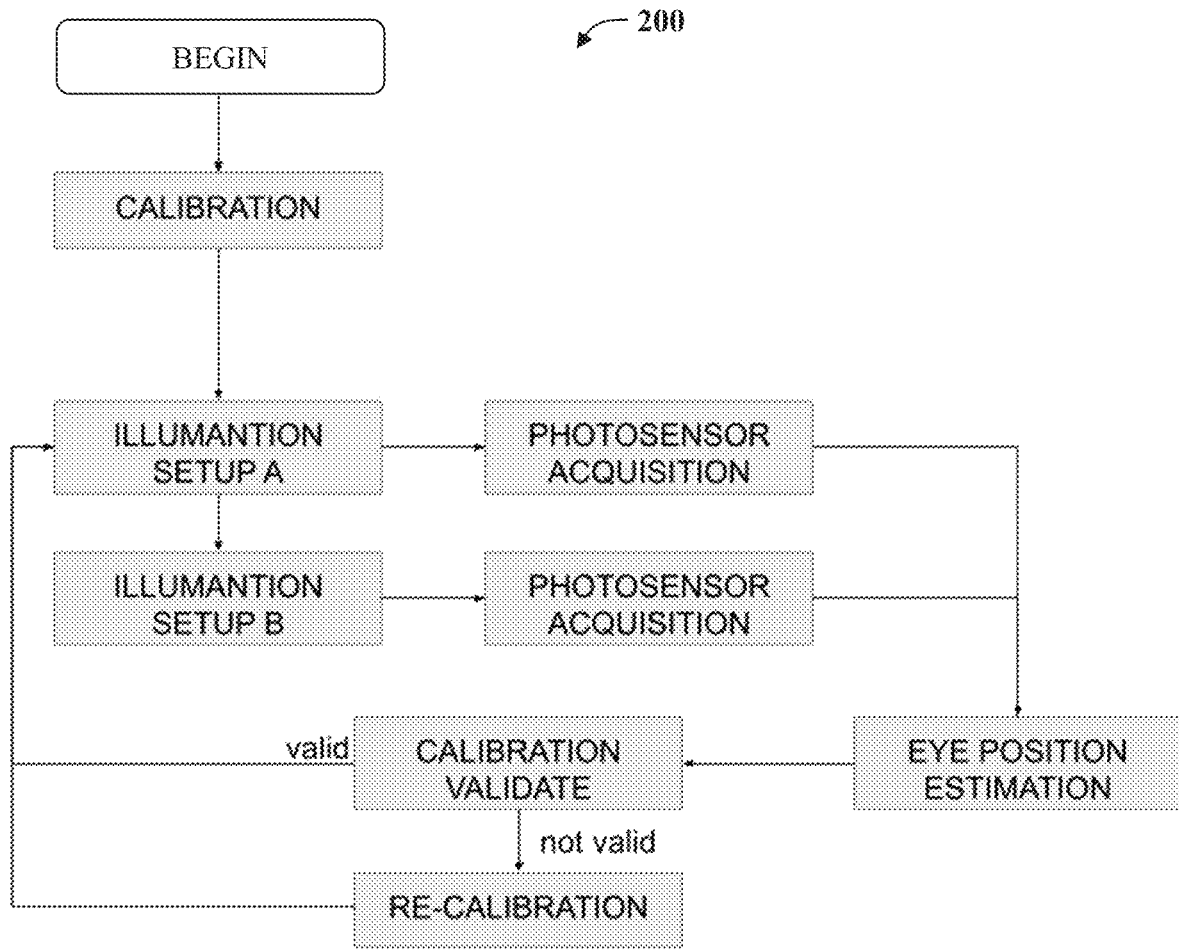 200
BEGIN
CALIBRATION
ILLUMANTION
SETUP A
PHOTOSENSOR
ACQUISITION
ILLUMANTION
SETUP B
PHOTOSENSOR
ACQUISITION
valid
CALIBRATION
VALIDATE
EYE POSITION
ESTIMATION
not valid
RE-CALIBRATION